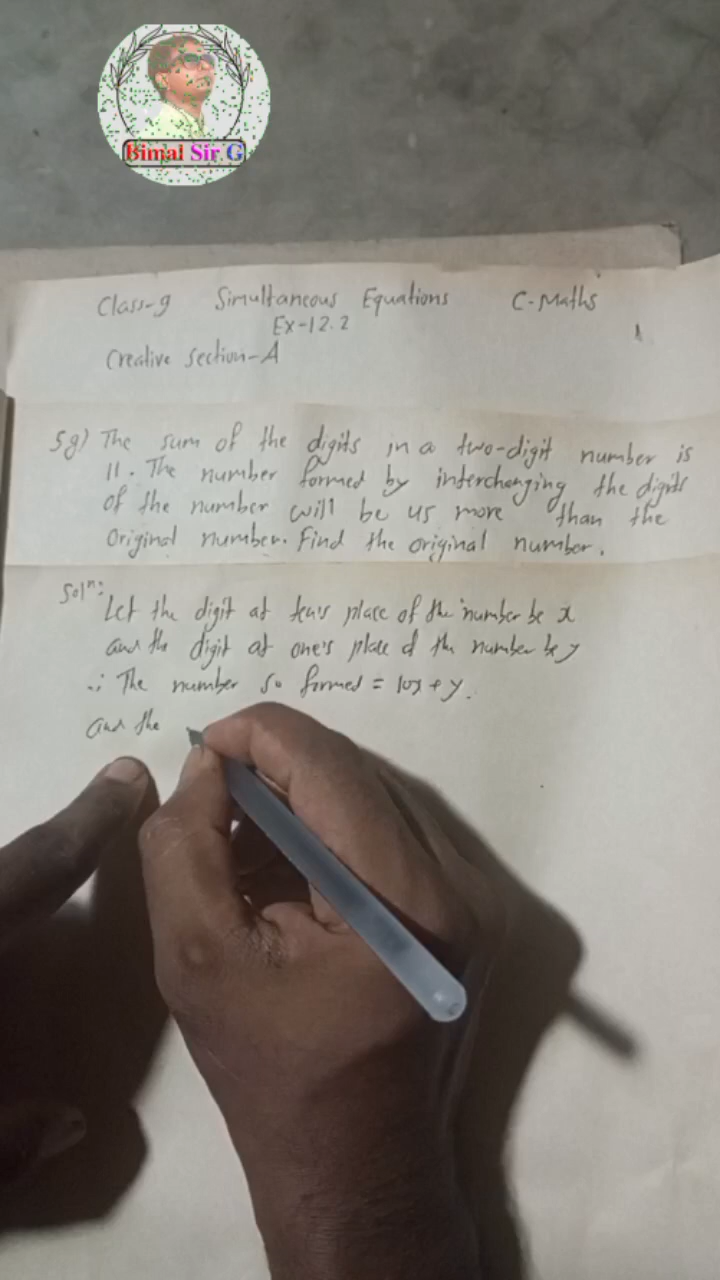 Bimal Sir G
Class-9 Simultaneous Equations C-Maths
Ex-12.2
Creative section-A
5g) The sum of the digits in a two-digit number is
11. The number formed by interchanging the digits
of the number will be 45 more than the
Original number. Find the original number.
Solⁿ:
Let the digit at ten's place of the number be x
and the digit at one's place of the number be y
∴ The number so formed = 10x + y.
and the